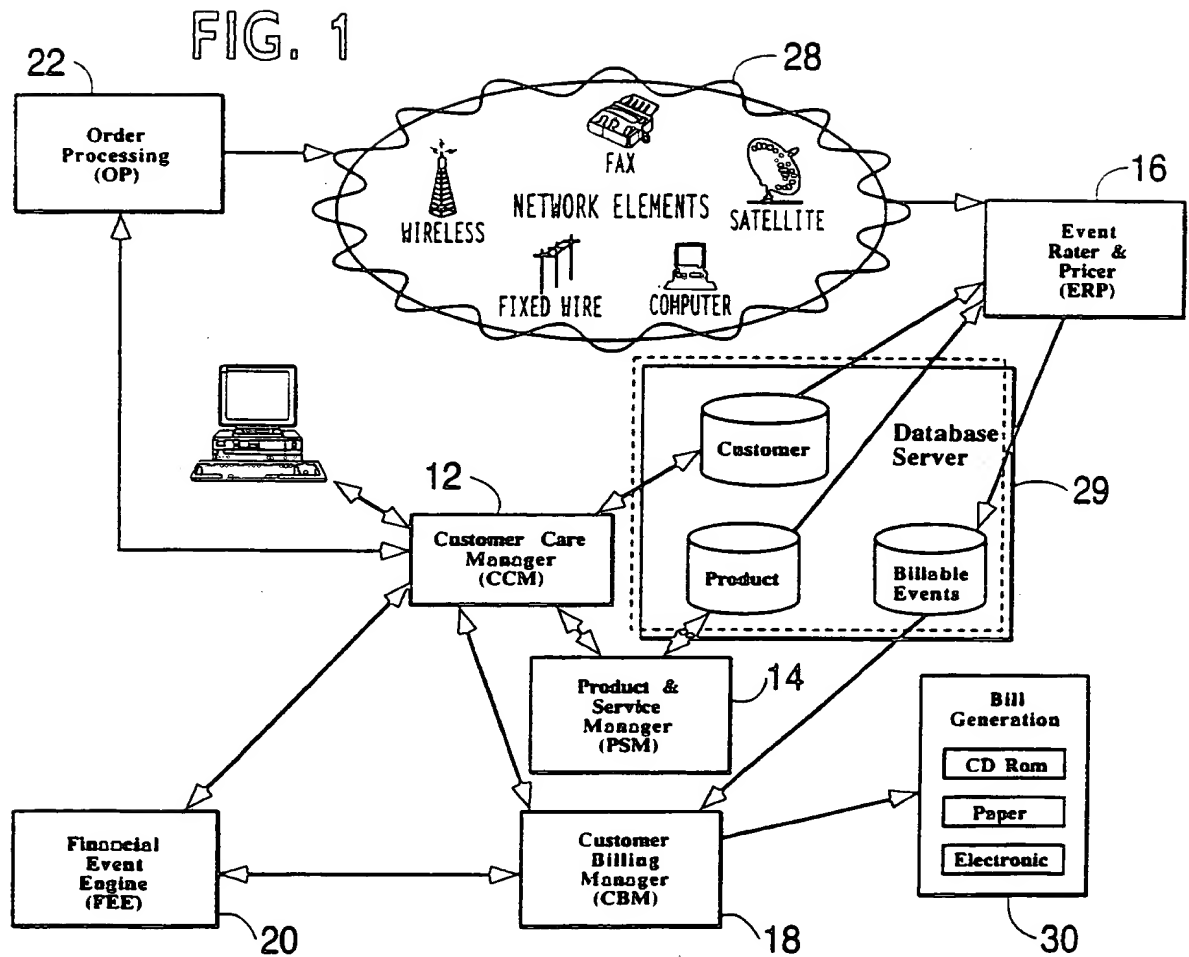 FIG. 1
22
28
Order
Processing
(OP)
FAX
WIRELESS
NETWORK ELEMENTS
SATELLITE
FIXED WIRE
COMPUTER
16
Event
Rater &
Pricer
(ERP)
Customer
Database
Server
29
12
Customer Care
Manager
(CCM)
Product
Billable
Events
Product &
Service
Manager
(PSM)
14
Bill
Generation
CD Rom
Paper
Electronic
30
Financial
Event
Engine
(FEE)
20
Customer
Billing
Manager
(CBM)
18